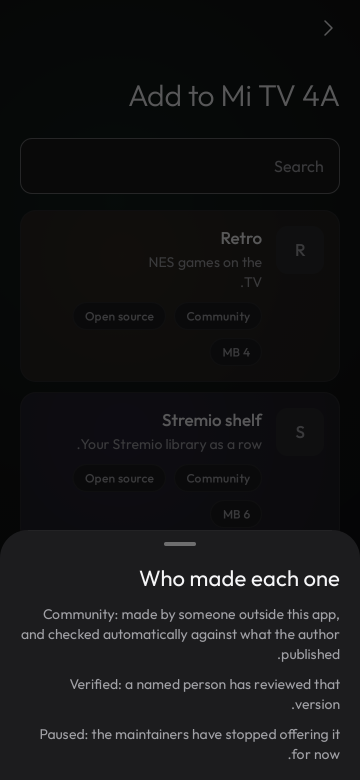 Add to Mi TV 4A
Search
R
Retro
NES games on the
.TV
Community
Open source
MB 4
S
Stremio shelf
.Your Stremio library as a row
Community
Open source
MB 6
Who made each one
Community: made by someone outside this app,
and checked automatically against what the author
.published
Verified: a named person has reviewed that
.version
Paused: the maintainers have stopped offering it
.for now